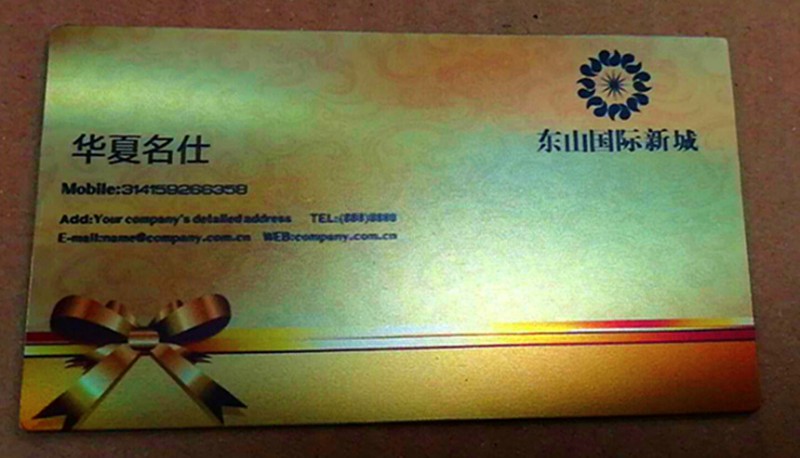 东山国际新城
华夏名仕
Mobile:314159266358
Add:Your company's detailed address TEL:(888)8888
E-mail:name@company.com.cn WEB:company.com.cn